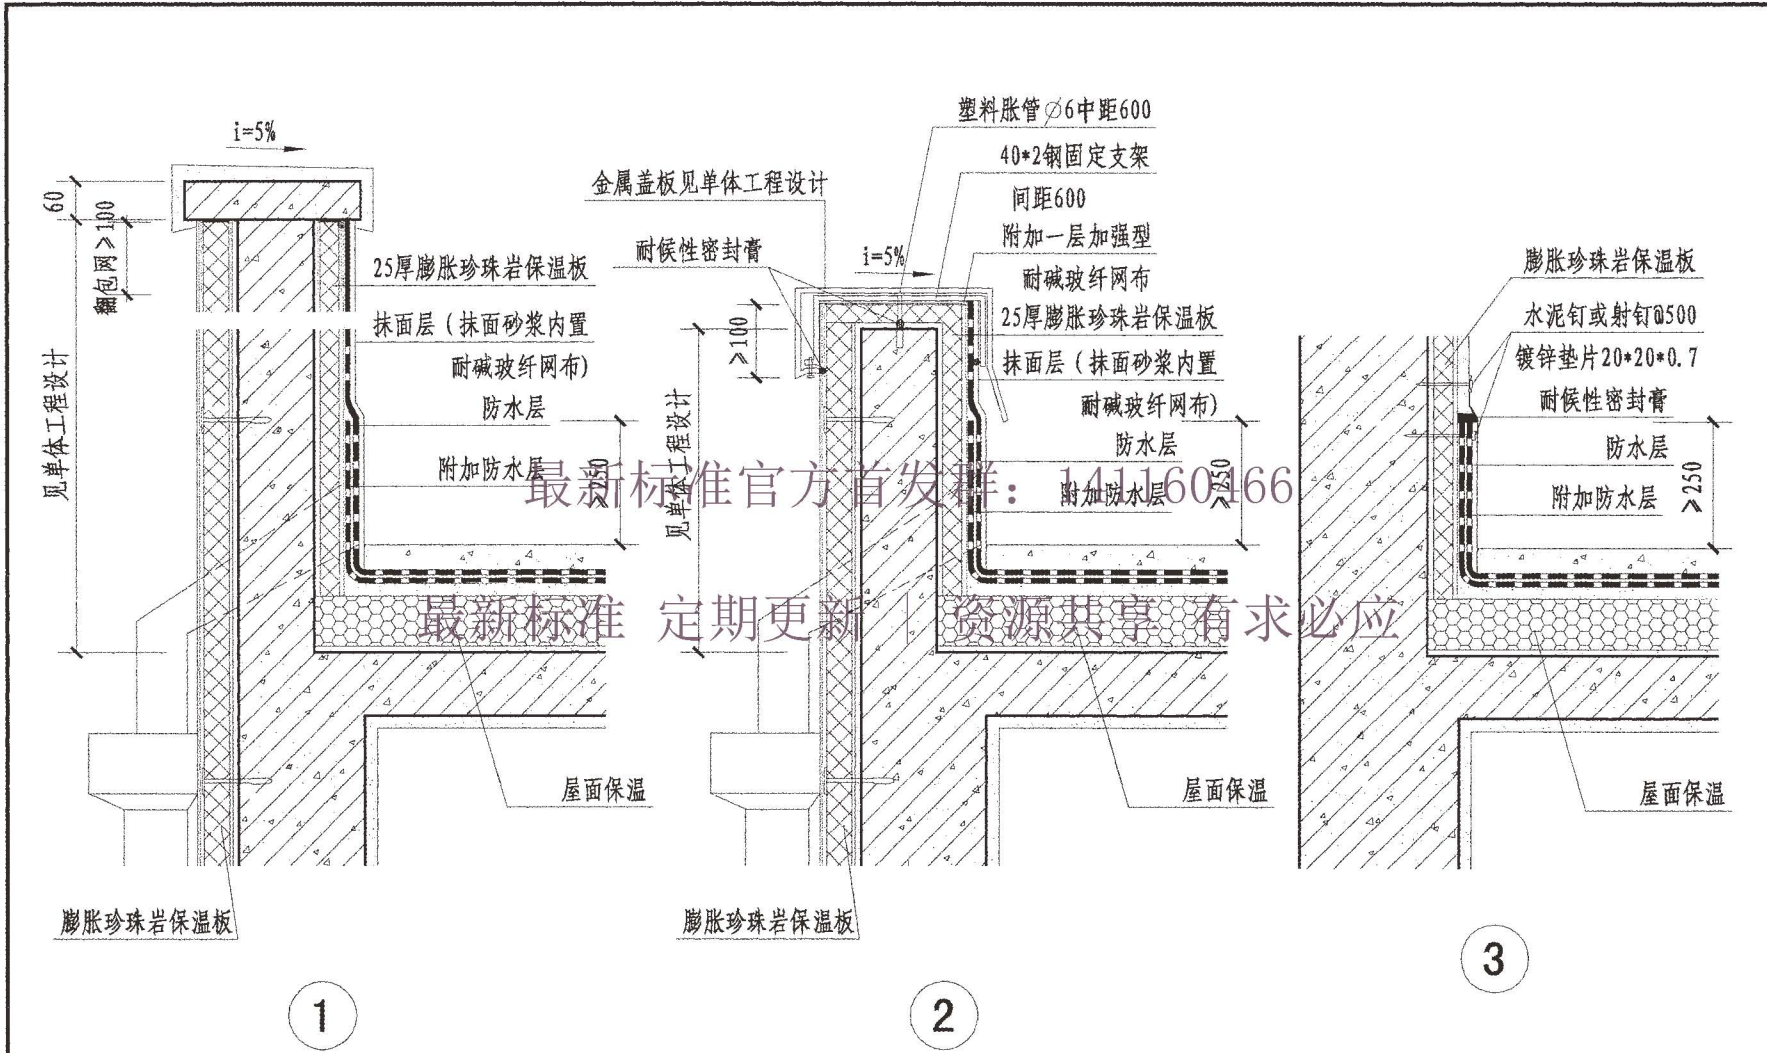 i=5%
60
翻包网≥100
见单体工程设计
25厚膨胀珍珠岩保温板
抹面层（抹面砂浆内置
耐碱玻纤网布）
防水层
附加防水层
≥250
屋面保温
膨胀珍珠岩保温板
1
塑料胀管∅6中距600
40*2钢固定支架
间距600
金属盖板见单体工程设计
附加一层加强型
耐碱玻纤网布
耐候性密封膏
i=5%
≥100
见单体工程设计
25厚膨胀珍珠岩保温板
抹面层（抹面砂浆内置
耐碱玻纤网布）
防水层
附加防水层
≥250
屋面保温
膨胀珍珠岩保温板
2
膨胀珍珠岩保温板
水泥钉或射钉@500
镀锌垫片20*20*0.7
耐候性密封膏
防水层
附加防水层
≥250
屋面保温
3
最新标准官方首发群：141160466
最新标准 定期更新 | 资源共享 有求必应